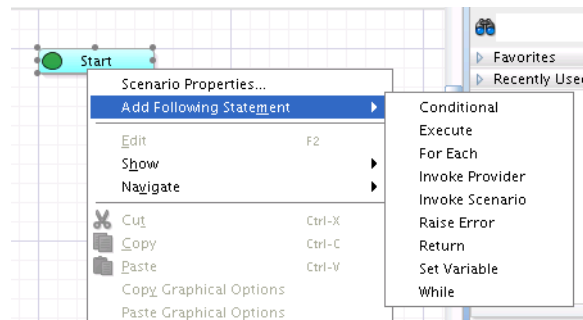 Start
Favorites
Recently Use
Scenario Properties...
Add Following Statement
Edit F2
Show
Navigate
Cut Ctrl-X
Copy Ctrl-C
Paste Ctrl-V
Copy Graphical Options
Paste Graphical Options
Conditional
Execute
For Each
Invoke Provider
Invoke Scenario
Raise Error
Return
Set Variable
While